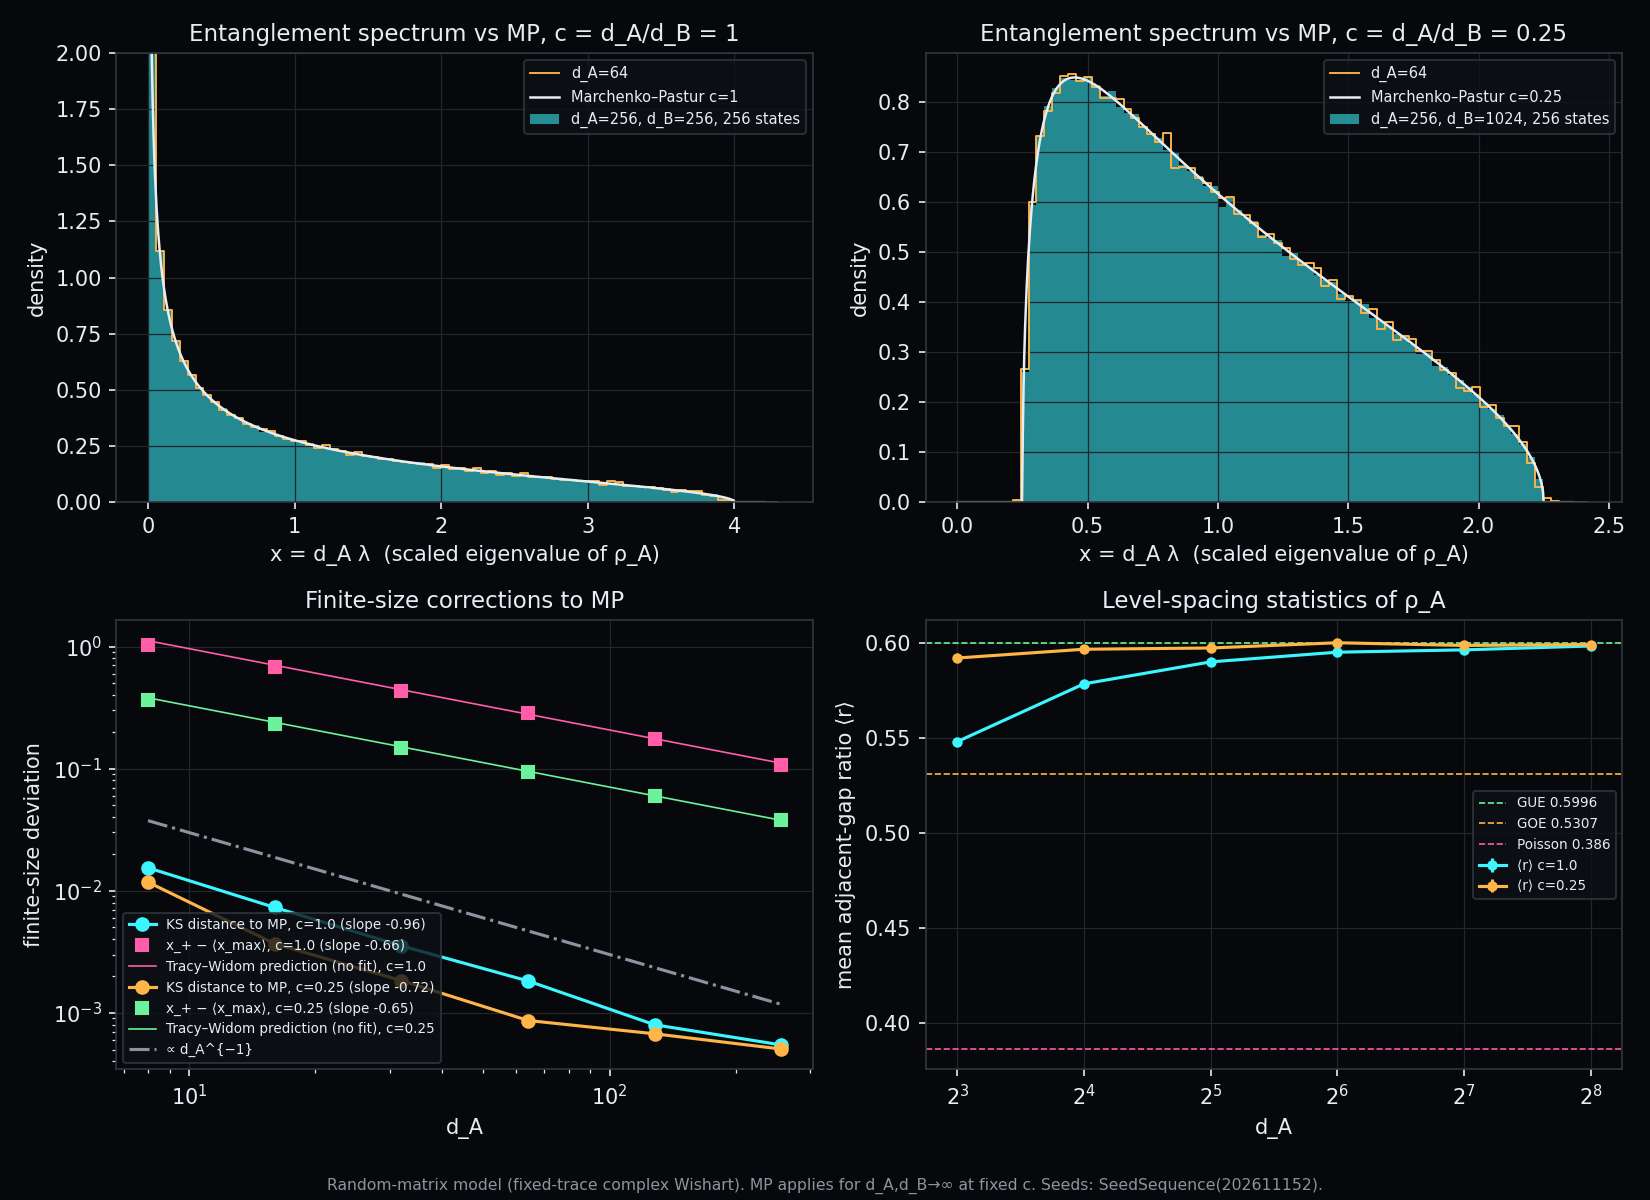 Entanglement spectrum vs MP, c = d_A/d_B = 1
2.00
1.75
1.50
1.25
1.00
0.75
0.50
0.25
0.00
density
d_A=64
Marchenko–Pastur c=1
d_A=256, d_B=256, 256 states
0
1
2
3
4
x = d_A λ (scaled eigenvalue of ρ_A)
Entanglement spectrum vs MP, c = d_A/d_B = 0.25
0.8
0.7
0.6
0.5
0.4
0.3
0.2
0.1
0.0
density
d_A=64
Marchenko–Pastur c=0.25
d_A=256, d_B=1024, 256 states
0.0
0.5
1.0
1.5
2.0
2.5
x = d_A λ (scaled eigenvalue of ρ_A)
Finite-size corrections to MP
10^0
10^−1
10^−2
10^−3
finite-size deviation
KS distance to MP, c=1.0 (slope -0.96)
x_+ − ⟨x_max⟩, c=1.0 (slope -0.66)
Tracy–Widom prediction (no fit), c=1.0
KS distance to MP, c=0.25 (slope -0.72)
x_+ − ⟨x_max⟩, c=0.25 (slope -0.65)
Tracy–Widom prediction (no fit), c=0.25
∝ d_A^{−1}
10^1
10^2
d_A
Level-spacing statistics of ρ_A
0.60
0.55
0.50
0.45
0.40
mean adjacent-gap ratio ⟨r⟩
GUE 0.5996
GOE 0.5307
Poisson 0.386
⟨r⟩ c=1.0
⟨r⟩ c=0.25
2^3
2^4
2^5
2^6
2^7
2^8
d_A
Random-matrix model (fixed-trace complex Wishart). MP applies for d_A,d_B→∞ at fixed c. Seeds: SeedSequence(202611152).